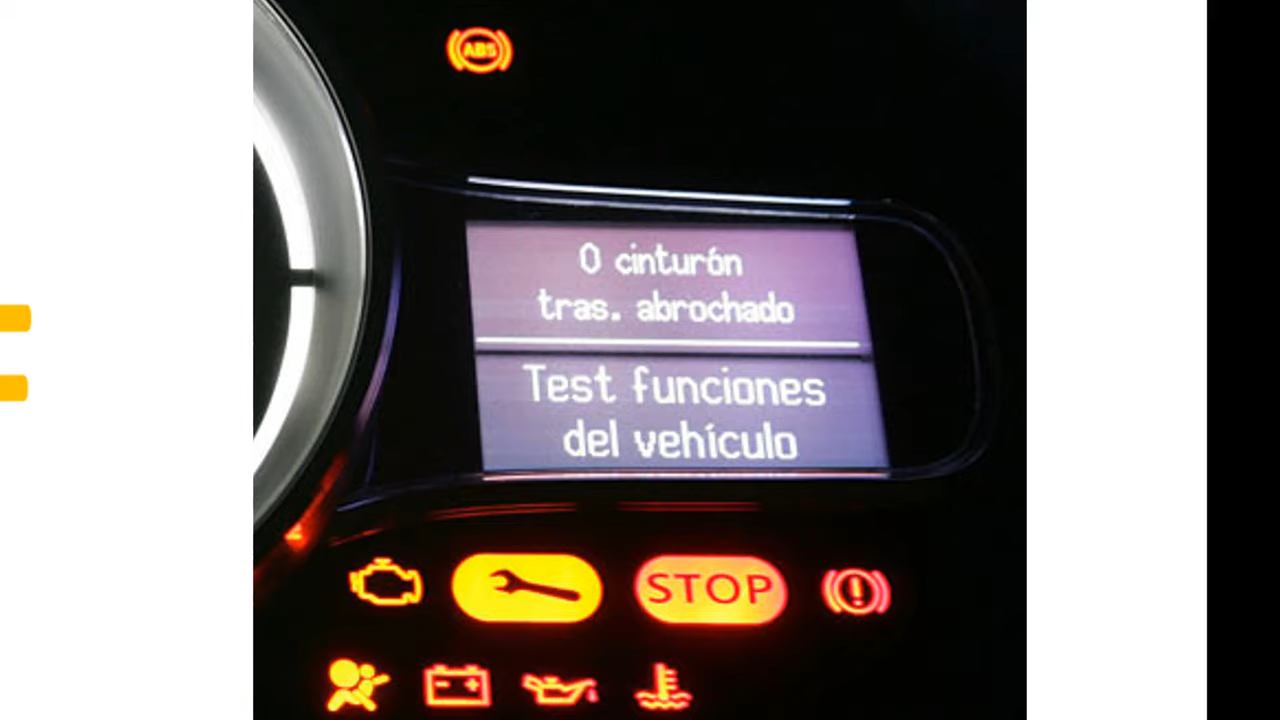 ABS
0 cinturón
tras. abrochado
Test funciones
del vehículo
STOP